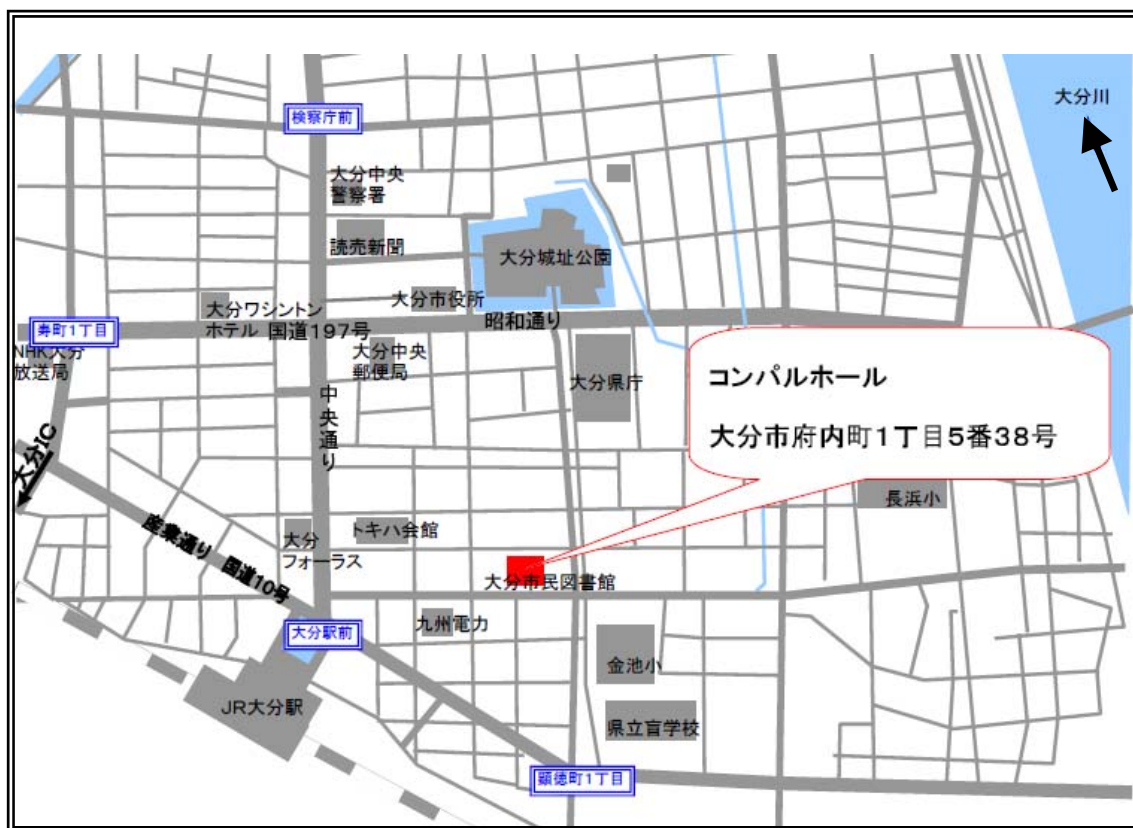 大分川
検察庁前
大分中央
警察署
読売新聞
大分城址公園
大分ワシントン
ホテル
国道197号
大分市役所
昭和通り
寿町1丁目
NHK大分
放送局
大分中央
郵便局
大分県庁
コンパルホール
大分市府内町1丁目5番38号
中央通り
大分IC
長浜小
産業通り 国道10号
大分
フォーラス
トキハ会館
大分市民図書館
九州電力
大分駅前
金池小
JR大分駅
県立盲学校
顕徳町1丁目